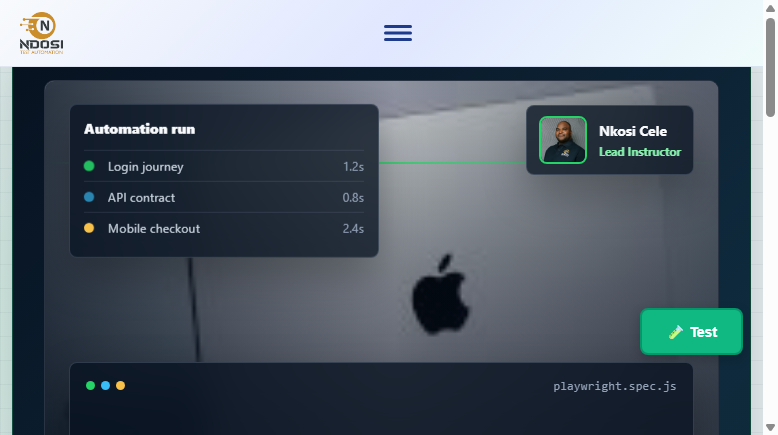 N
NDOSI
TEST AUTOMATION
Automation run
Login journey 1.2s
API contract 0.8s
Mobile checkout 2.4s
Nkosi Cele
Lead Instructor
Test
playwright.spec.js